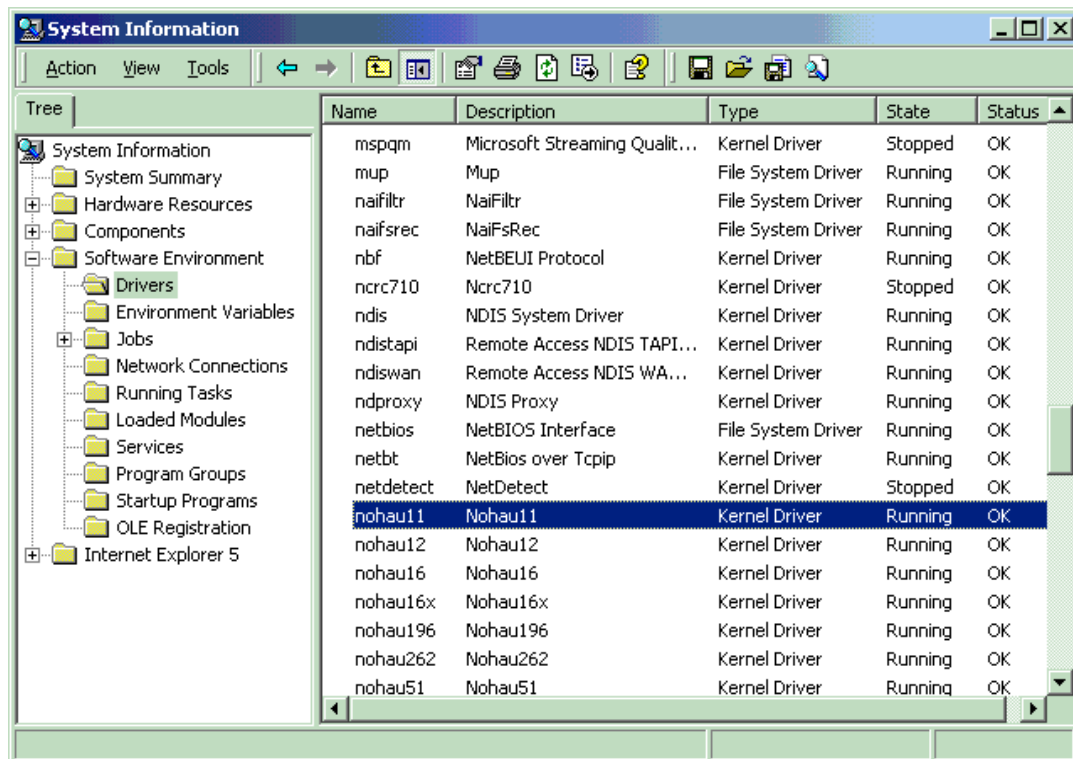 System Information
Action View Tools
Tree
System Information
System Summary
Hardware Resources
Components
Software Environment
Drivers
Environment Variables
Jobs
Network Connections
Running Tasks
Loaded Modules
Services
Program Groups
Startup Programs
OLE Registration
Internet Explorer 5
Name Description Type State Status
mspqm Microsoft Streaming Qualit... Kernel Driver Stopped OK
mup Mup File System Driver Running OK
naifiltr NaiFiltr File System Driver Running OK
naifsrec NaiFsRec File System Driver Running OK
nbf NetBEUI Protocol Kernel Driver Running OK
ncrc710 Ncrc710 Kernel Driver Stopped OK
ndis NDIS System Driver Kernel Driver Running OK
ndistapi Remote Access NDIS TAPI... Kernel Driver Running OK
ndiswan Remote Access NDIS WA... Kernel Driver Running OK
ndproxy NDIS Proxy Kernel Driver Running OK
netbios NetBIOS Interface File System Driver Running OK
netbt NetBios over Tcpip Kernel Driver Running OK
netdetect NetDetect Kernel Driver Stopped OK
nohau11 Nohau11 Kernel Driver Running OK
nohau12 Nohau12 Kernel Driver Running OK
nohau16 Nohau16 Kernel Driver Running OK
nohau16x Nohau16x Kernel Driver Running OK
nohau196 Nohau196 Kernel Driver Running OK
nohau262 Nohau262 Kernel Driver Running OK
nohau51 Nohau51 Kernel Driver Running OK